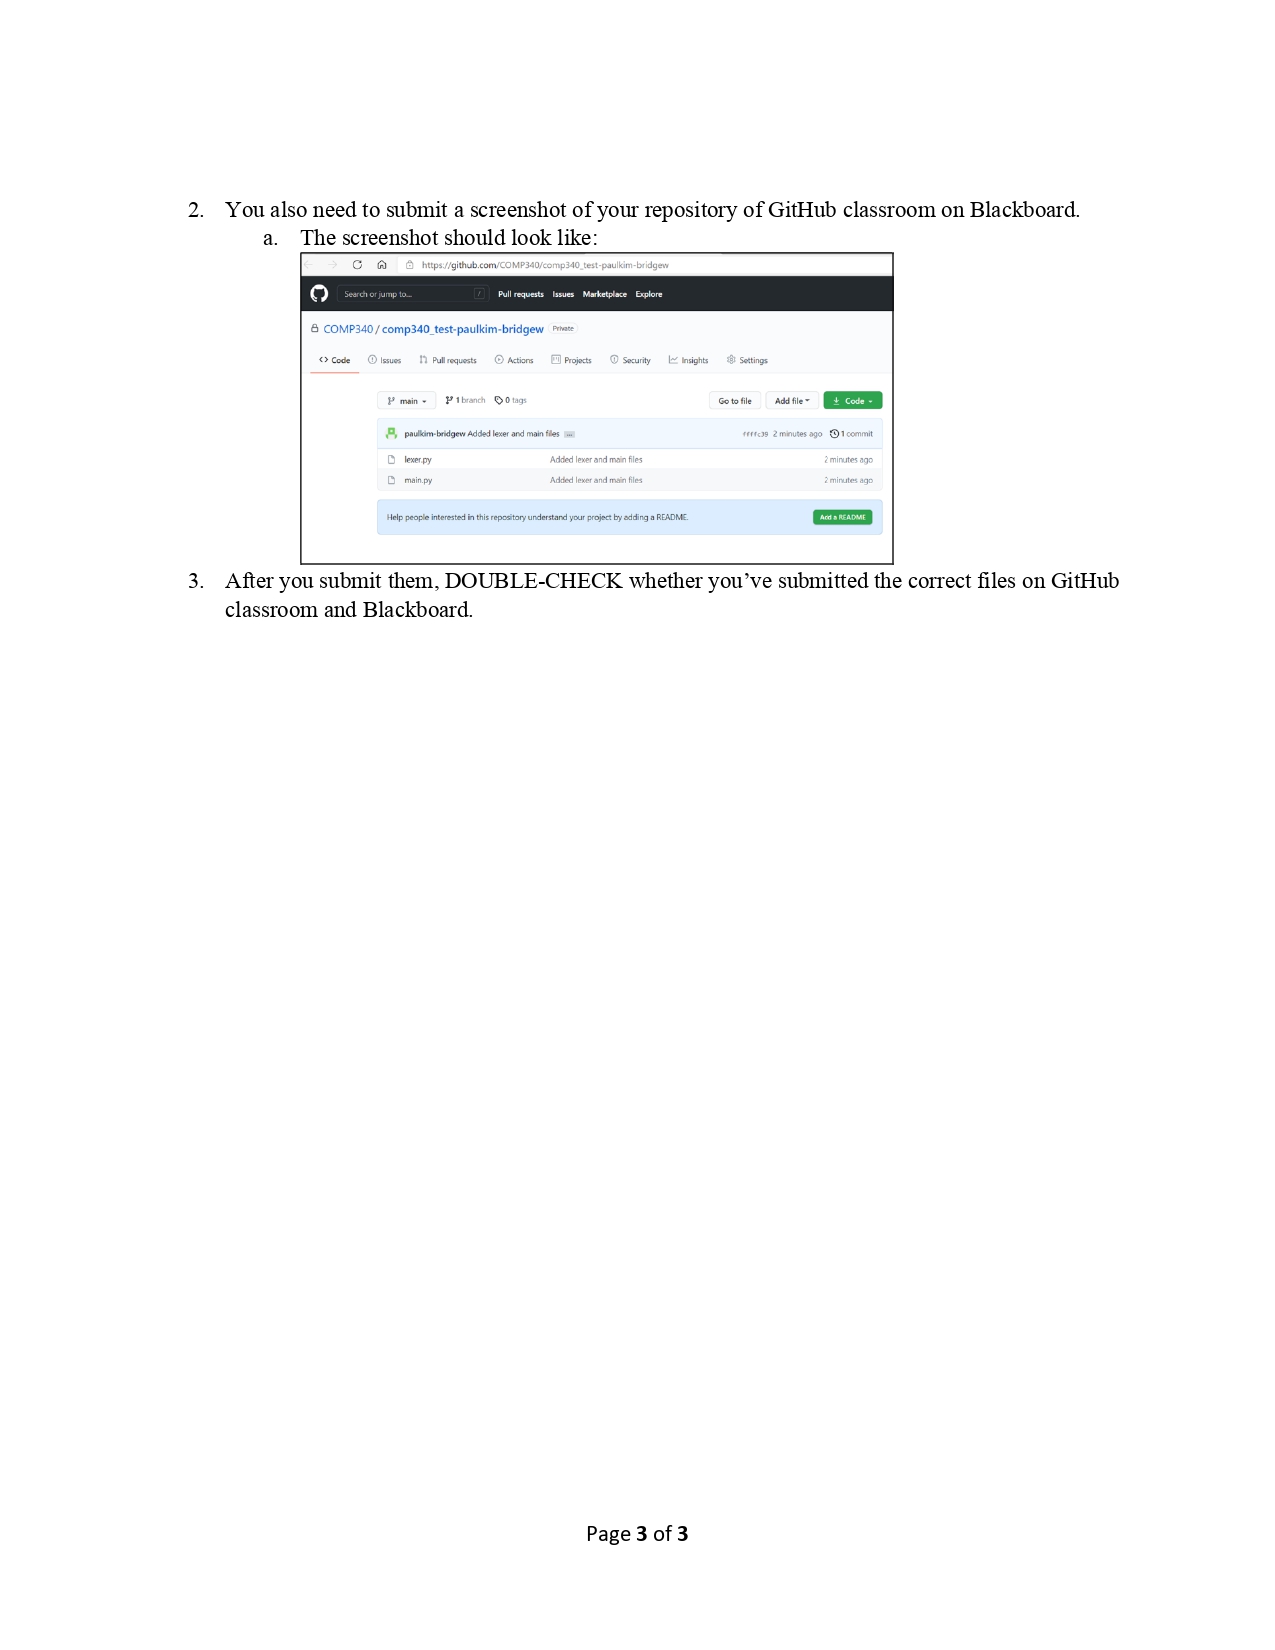 2. You also need to submit a screenshot of your repository of GitHub classroom on Blackboard.
a. The screenshot should look like:
https://github.com/COMP340/comp340_test-paulkim-bridgew
Search or jump to... / Pull requests Issues Marketplace Explore
COMP340 / comp340_test-paulkim-bridgew Private
<> Code Issues Pull requests Actions Projects Security Insights Settings
main 1 branch 0 tags Go to file Add file Code
paulkim-bridgew Added lexer and main files ... 2 minutes ago 1 commit
lexer.py Added lexer and main files 2 minutes ago
main.py Added lexer and main files 2 minutes ago
Help people interested in this repository understand your project by adding a README. Add a README
3. After you submit them, DOUBLE-CHECK whether you’ve submitted the correct files on GitHub
classroom and Blackboard.
Page 3 of 3